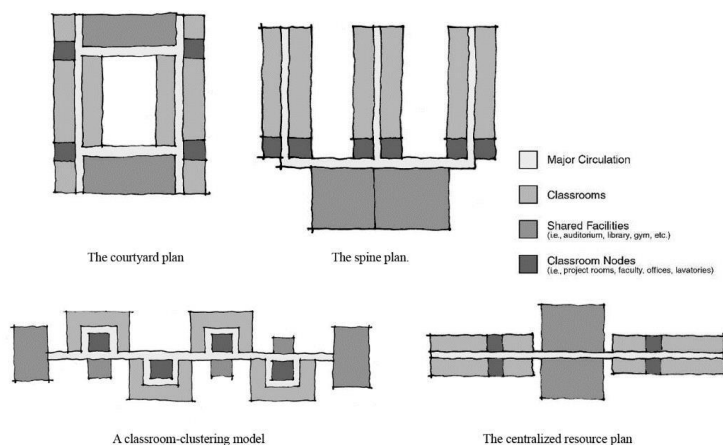 The courtyard plan
The spine plan.
Major Circulation
Classrooms
Shared Facilities
(i.e., auditorium, library, gym, etc.)
Classroom Nodes
(i.e., project rooms, faculty, offices, lavatories)
A classroom-clustering model
The centralized resource plan